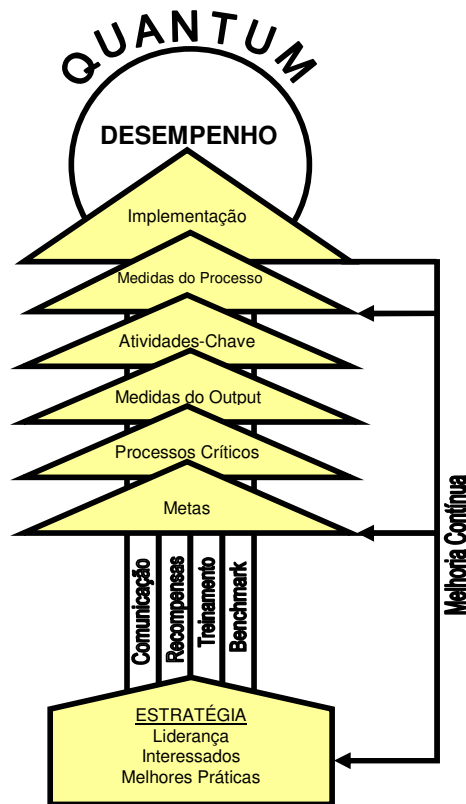 QUANTUM
DESEMPENHO
Implementação
Medidas do Processo
Atividades-Chave
Medidas do Output
Processos Críticos
Metas
Comunicação
Recompensas
Treinamento
Benchmark
Melhoria Contínua
ESTRATÉGIA
Liderança
Interessados
Melhores Práticas